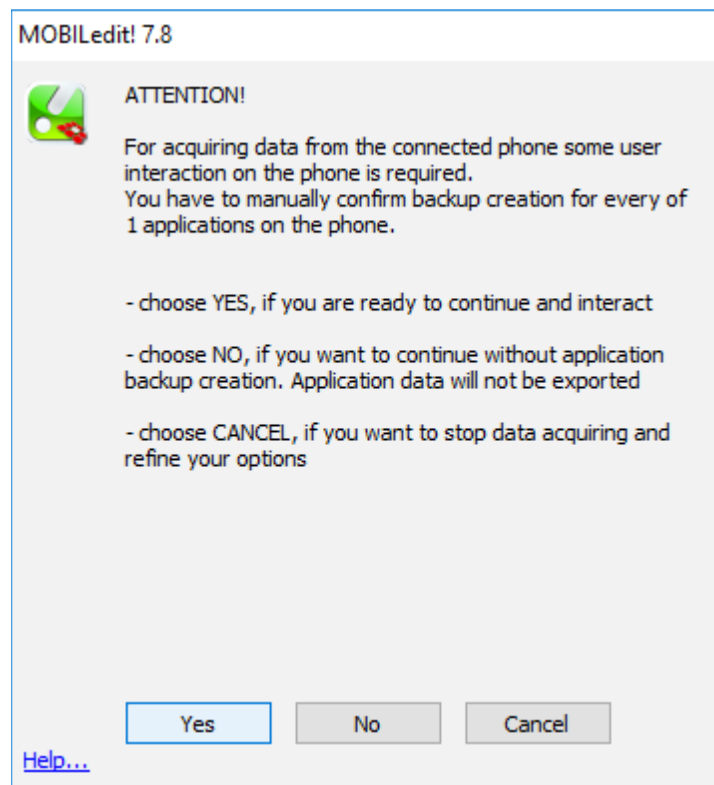 MOBILedit! 7.8
ATTENTION!
For acquiring data from the connected phone some user
interaction on the phone is required.
You have to manually confirm backup creation for every of
1 applications on the phone.
- choose YES, if you are ready to continue and interact
- choose NO, if you want to continue without application
backup creation. Application data will not be exported
- choose CANCEL, if you want to stop data acquiring and
refine your options
Yes No Cancel
Help...